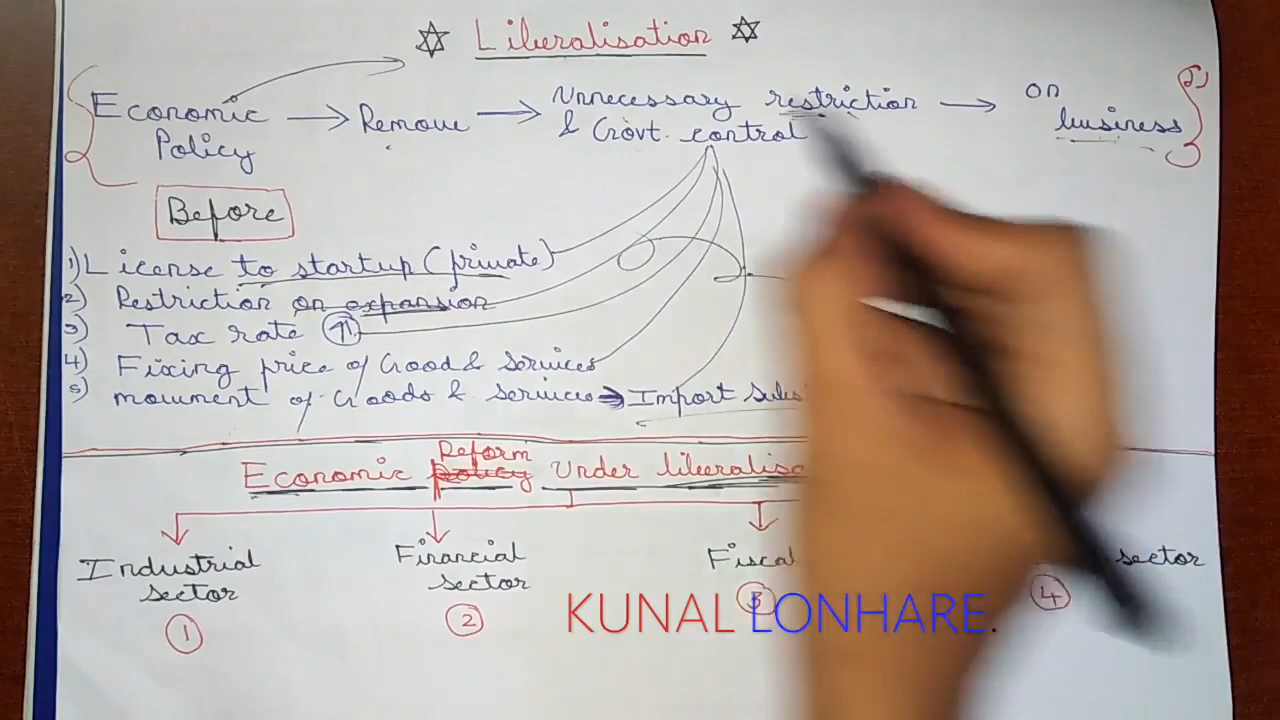 Liberalisation
Economic Policy → Remove → Unnecessary restriction & Govt. control → on business
Before
1) License to startup (private)
2) Restriction on expansion
3) Tax rate ↑
4) Fixing price of Good & Services
5) movment of Goods & Services → Import
Economic Reform Under
Industrial sector
1
Financial sector
2
Fiscal
3
sector
4
KUNAL LONHARE.